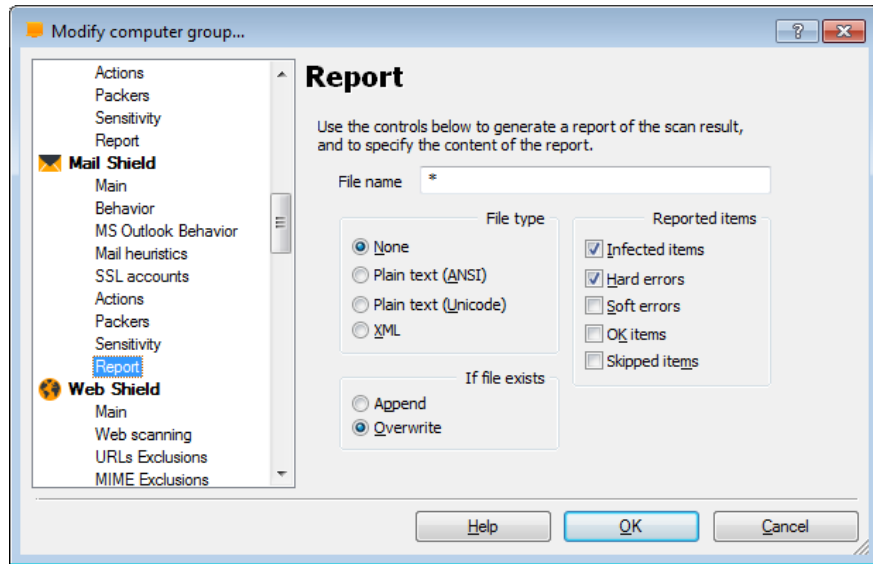 Modify computer group...
Actions
Packers
Sensitivity
Report
Mail Shield
Main
Behavior
MS Outlook Behavior
Mail heuristics
SSL accounts
Actions
Packers
Sensitivity
Report
Web Shield
Main
Web scanning
URLs Exclusions
MIME Exclusions
Report
Use the controls below to generate a report of the scan result,
and to specify the content of the report.
File name *
File type
None
Plain text (ANSI)
Plain text (Unicode)
XML
If file exists
Append
Overwrite
Reported items
Infected items
Hard errors
Soft errors
OK items
Skipped items
Help OK Cancel